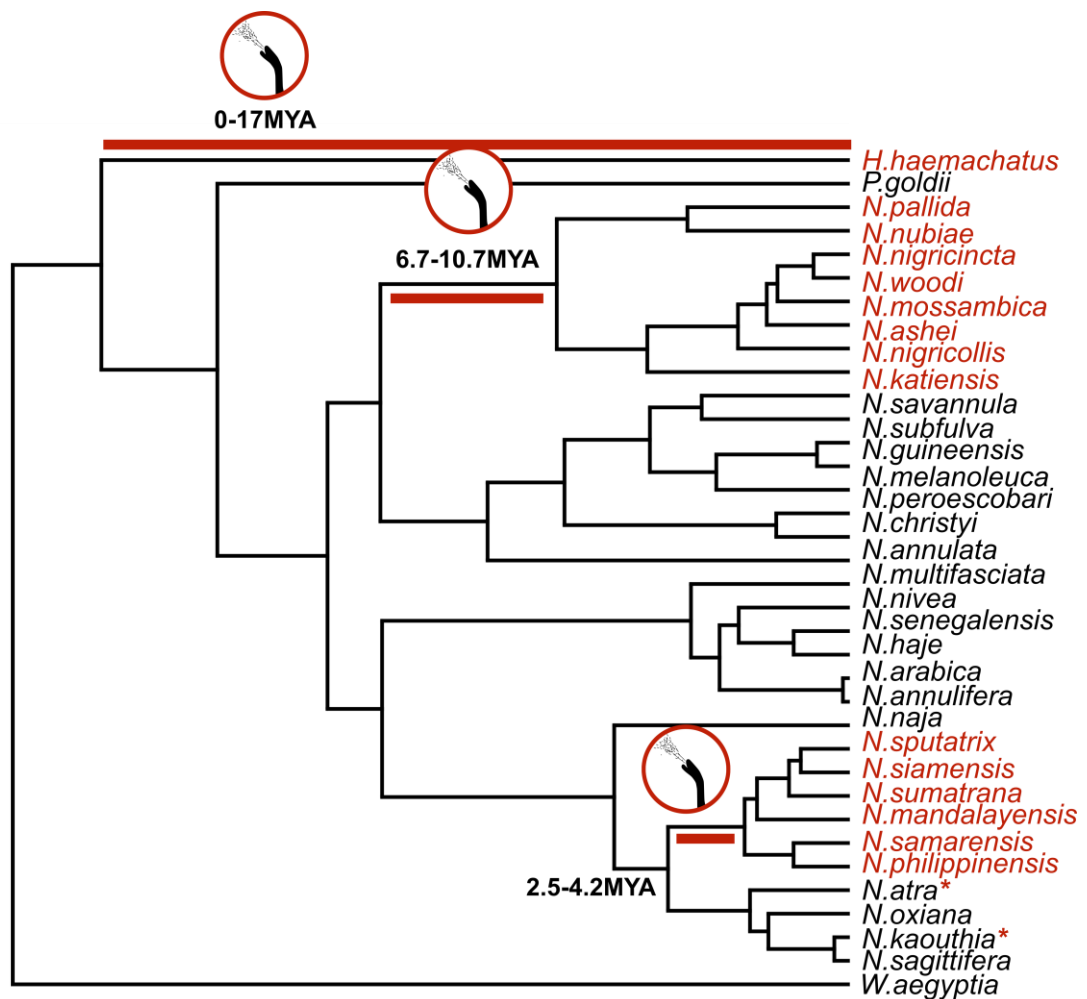 0-17MYA
H.haemachatus
P.goldii
N.pallida
N.nubiae
6.7-10.7MYA
N.nigricincta
N.woodi
N.mossambica
N.ashei
N.nigricollis
N.katiensis
N.savannula
N.subfulva
N.guineensis
N.melanoleuca
N.peroescobari
N.christyi
N.annulata
N.multifasciata
N.nivea
N.senegalensis
N.haje
N.arabica
N.annulifera
N.naja
N.sputatrix
N.siamensis
N.sumatrana
N.mandalayensis
N.samarensis
N.philippinensis
2.5-4.2MYA
N.atra*
N.oxiana
N.kaouthia*
N.sagittifera
W.aegyptia